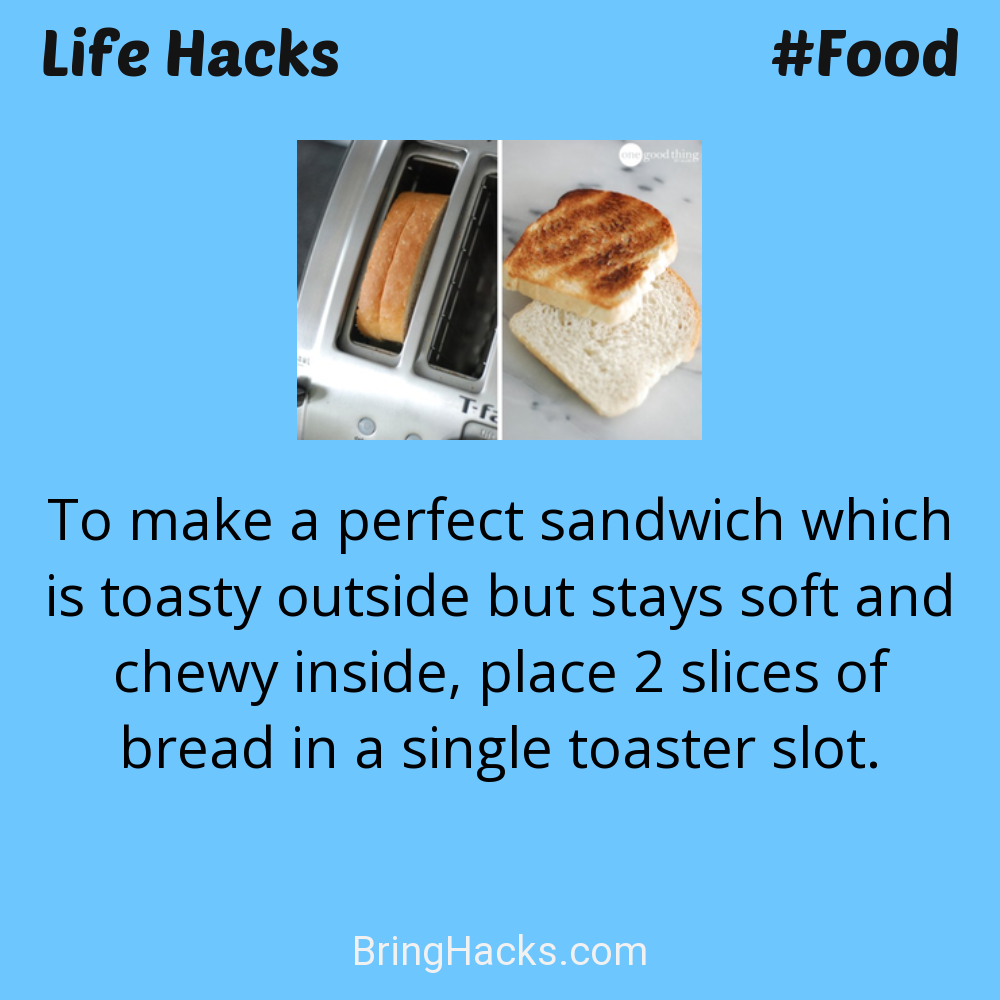 Life Hacks
#Food
one good thing
T-fa
To make a perfect sandwich which
is toasty outside but stays soft and
chewy inside, place 2 slices of
bread in a single toaster slot.
BringHacks.com